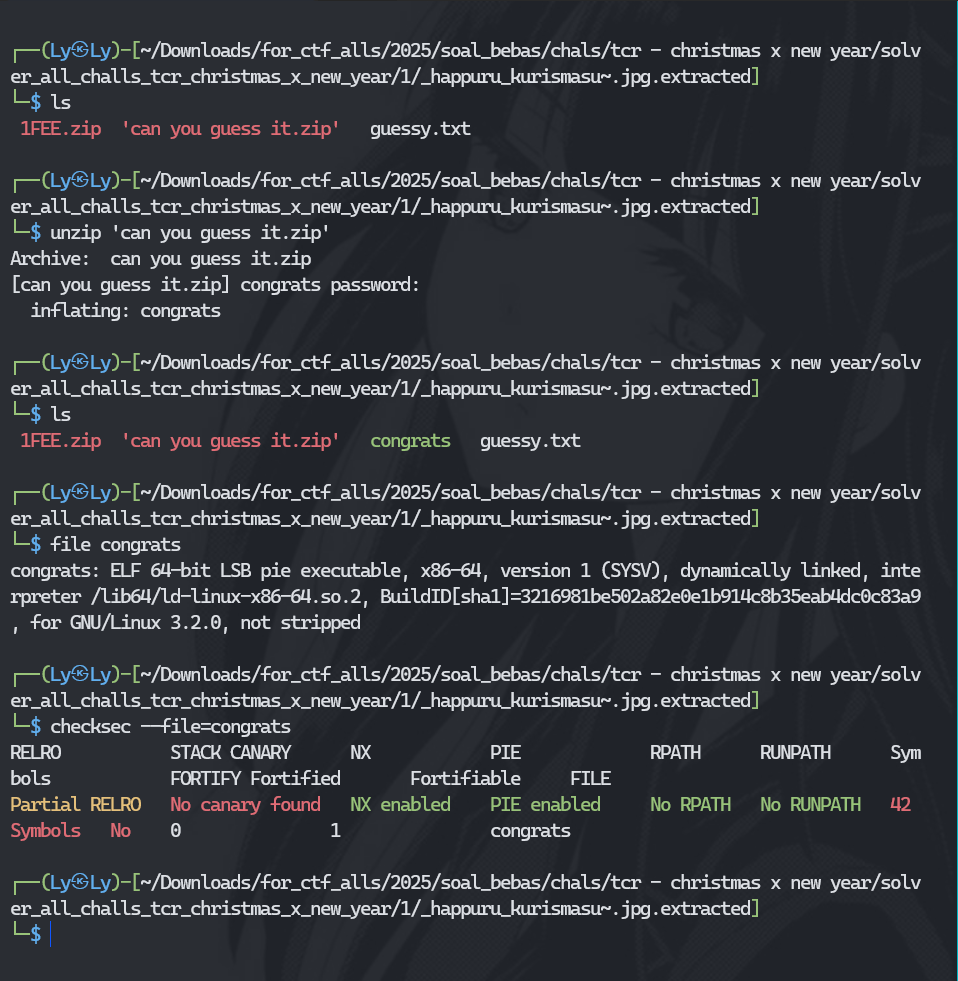 ┌──(Ly㉿Ly)-[~/Downloads/for_ctf_alls/2025/soal_bebas/chals/tcr - christmas x new year/solv
er_all_challs_tcr_christmas_x_new_year/1/_happuru_kurismasu~.jpg.extracted]
└─$ ls
1FEE.zip  'can you guess it.zip'   guessy.txt
┌──(Ly㉿Ly)-[~/Downloads/for_ctf_alls/2025/soal_bebas/chals/tcr - christmas x new year/solv
er_all_challs_tcr_christmas_x_new_year/1/_happuru_kurismasu~.jpg.extracted]
└─$ unzip 'can you guess it.zip'
Archive:  can you guess it.zip
[can you guess it.zip] congrats password:
  inflating: congrats
┌──(Ly㉿Ly)-[~/Downloads/for_ctf_alls/2025/soal_bebas/chals/tcr - christmas x new year/solv
er_all_challs_tcr_christmas_x_new_year/1/_happuru_kurismasu~.jpg.extracted]
└─$ ls
1FEE.zip  'can you guess it.zip'   congrats   guessy.txt
┌──(Ly㉿Ly)-[~/Downloads/for_ctf_alls/2025/soal_bebas/chals/tcr - christmas x new year/solv
er_all_challs_tcr_christmas_x_new_year/1/_happuru_kurismasu~.jpg.extracted]
└─$ file congrats
congrats: ELF 64-bit LSB pie executable, x86-64, version 1 (SYSV), dynamically linked, inte
rpreter /lib64/ld-linux-x86-64.so.2, BuildID[sha1]=3216981be502a82e0e1b914c8b35eab4dc0c83a9
, for GNU/Linux 3.2.0, not stripped
┌──(Ly㉿Ly)-[~/Downloads/for_ctf_alls/2025/soal_bebas/chals/tcr - christmas x new year/solv
er_all_challs_tcr_christmas_x_new_year/1/_happuru_kurismasu~.jpg.extracted]
└─$ checksec --file=congrats
RELRO           STACK CANARY      NX            PIE             RPATH      RUNPATH      Sym
bols            FORTIFY Fortified       Fortifiable     FILE
Partial RELRO   No canary found   NX enabled    PIE enabled     No RPATH   No RUNPATH   42
Symbols   No    0               1               congrats
┌──(Ly㉿Ly)-[~/Downloads/for_ctf_alls/2025/soal_bebas/chals/tcr - christmas x new year/solv
er_all_challs_tcr_christmas_x_new_year/1/_happuru_kurismasu~.jpg.extracted]
└─$